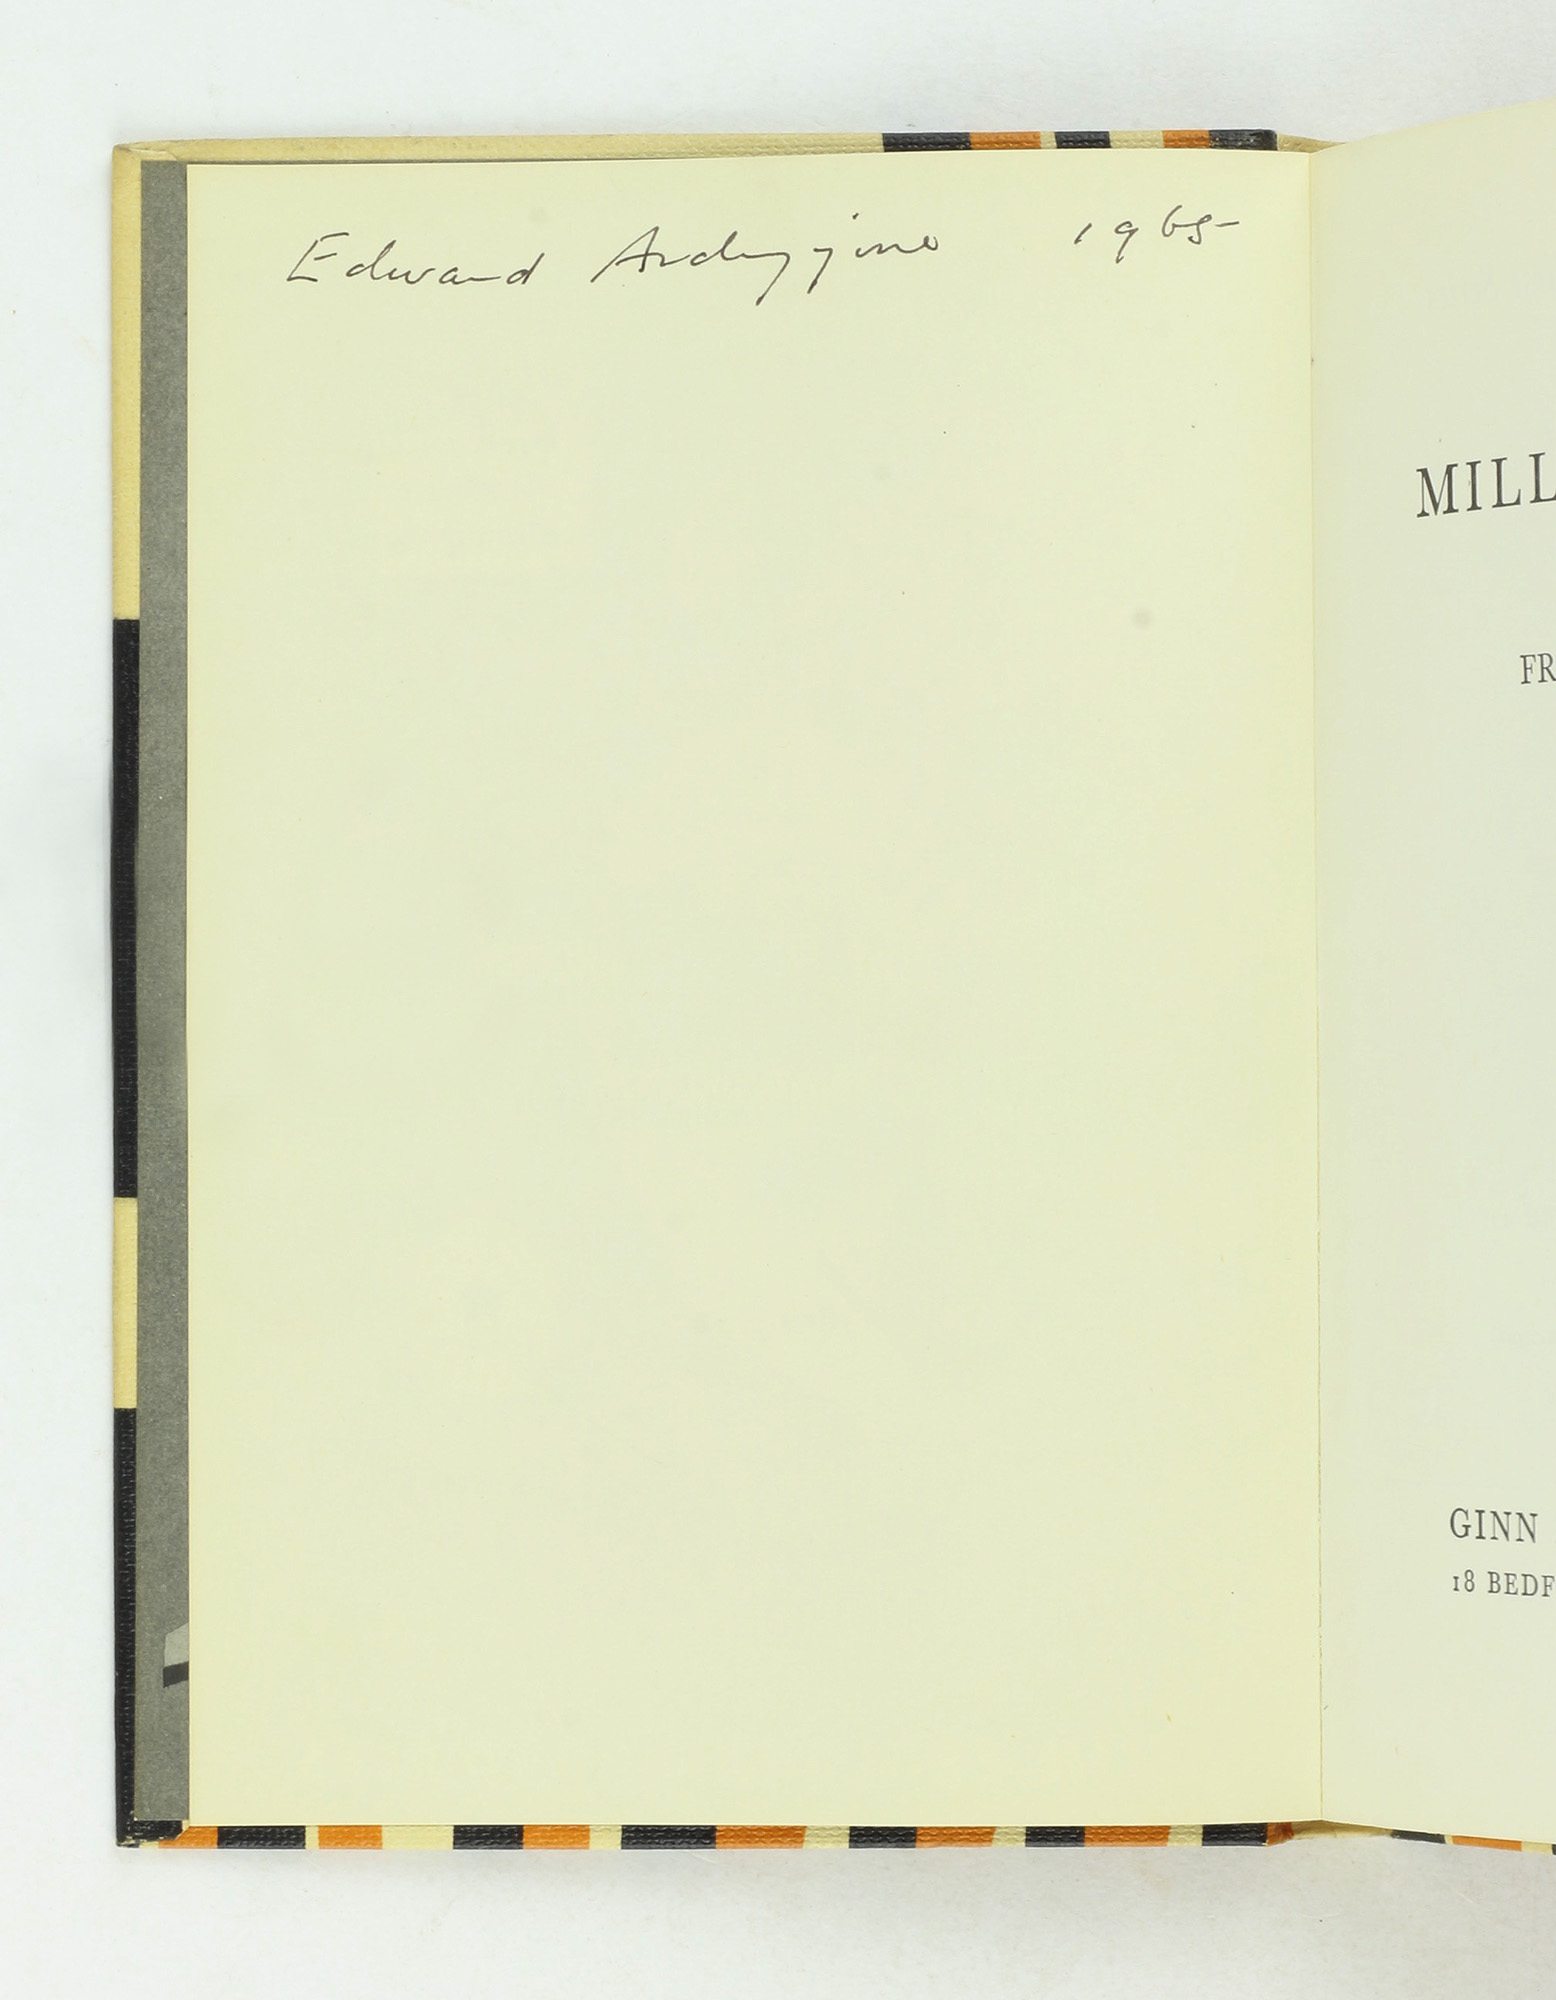 Edward Ardizzone 1965
MILL
FR
GINN
18 BEDF